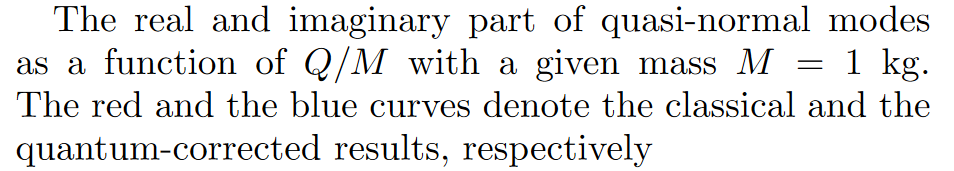 The real and imaginary part of quasi-normal modes
as a function of Q/M with a given mass M = 1 kg.
The red and the blue curves denote the classical and the
quantum-corrected results, respectively